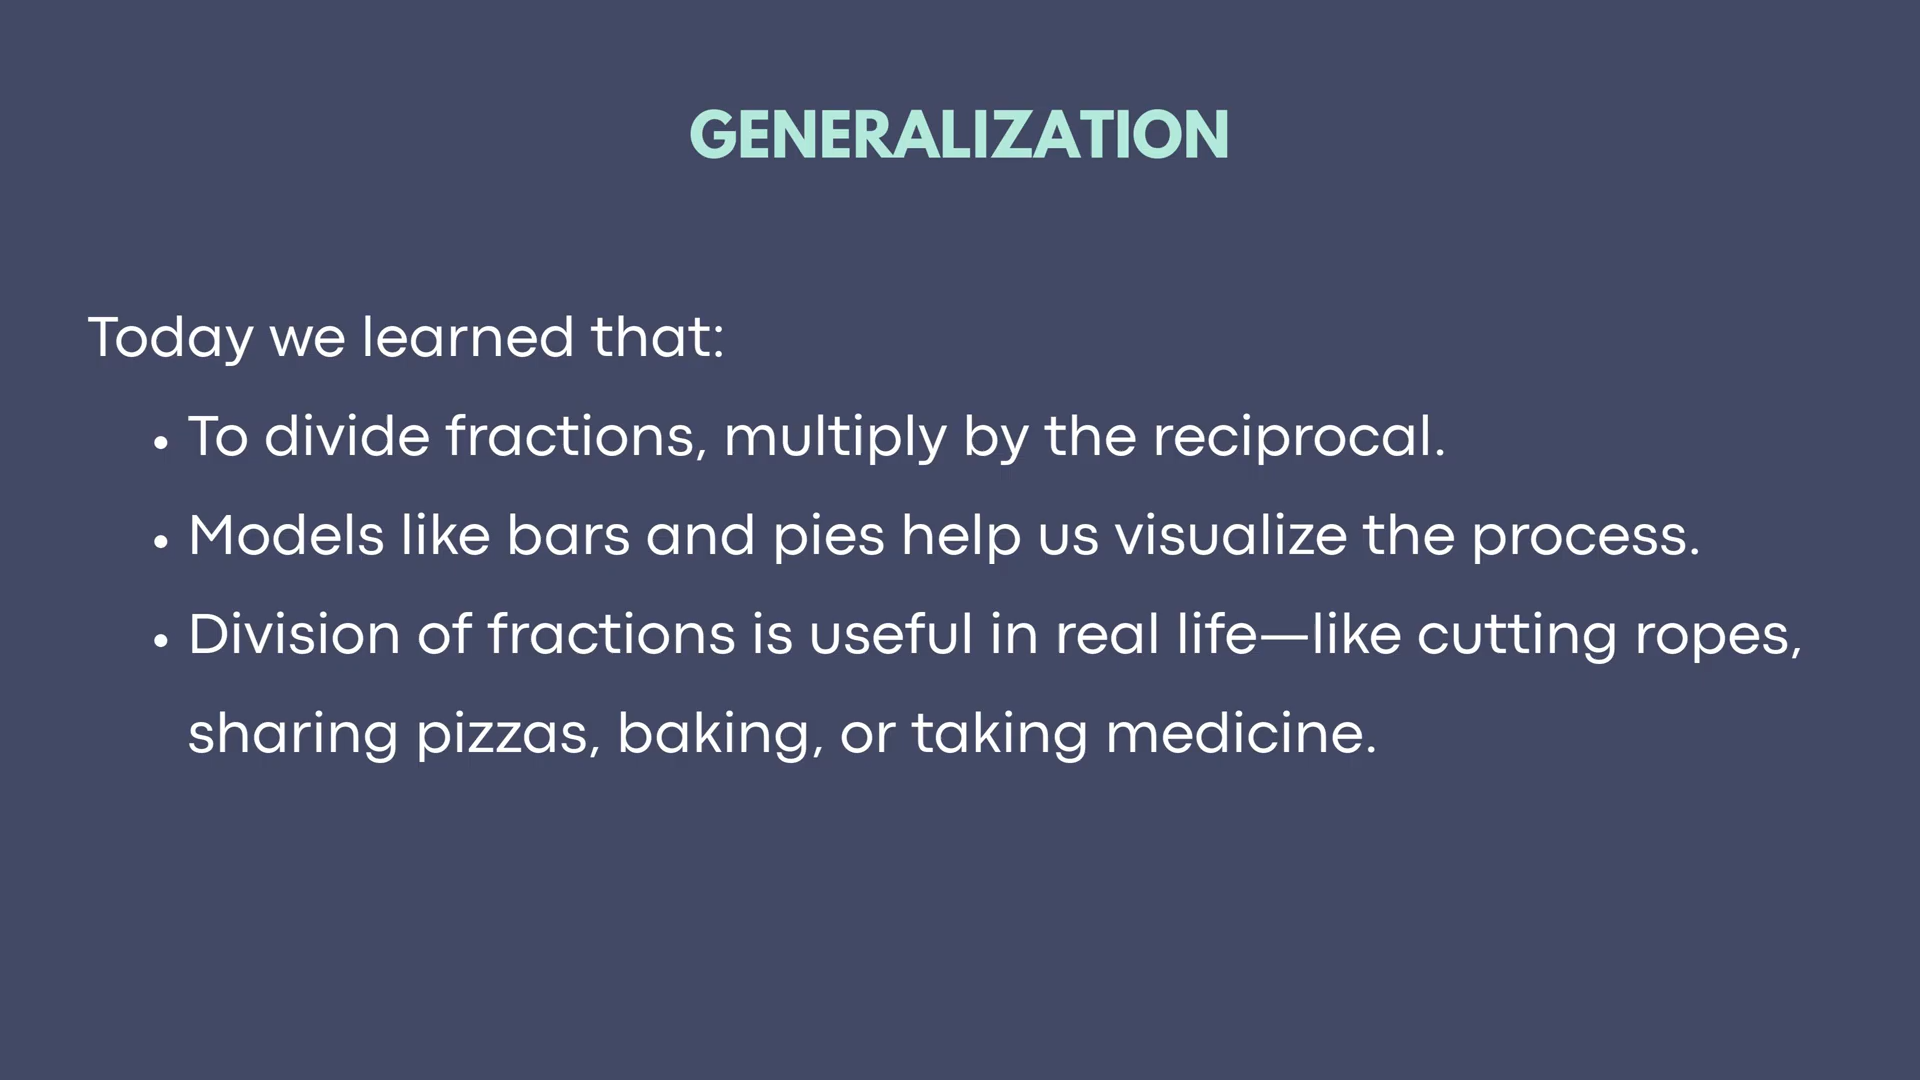 GENERALIZATION
Today we learned that:
• To divide fractions, multiply by the reciprocal.
• Models like bars and pies help us visualize the process.
• Division of fractions is useful in real life—like cutting ropes,
sharing pizzas, baking, or taking medicine.